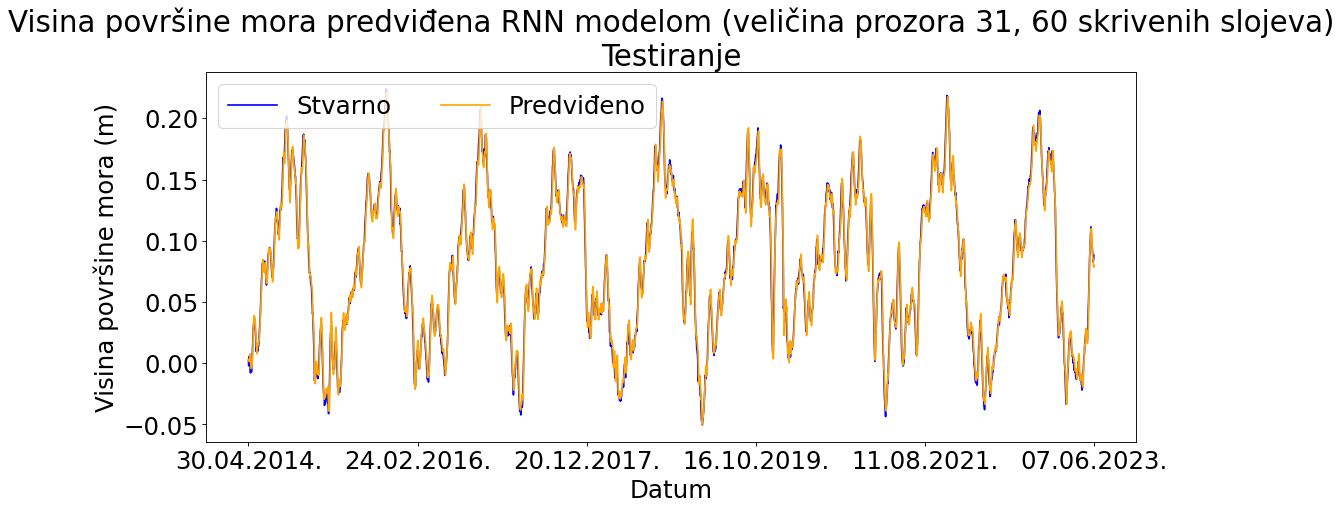 Visina površine mora predviđena RNN modelom (veličina prozora 31, 60 skrivenih slojeva)
Testiranje
Stvarno Predviđeno
Visina površine mora (m)
0.20
0.15
0.10
0.05
0.00
−0.05
30.04.2014. 24.02.2016. 20.12.2017. 16.10.2019. 11.08.2021. 07.06.2023.
Datum